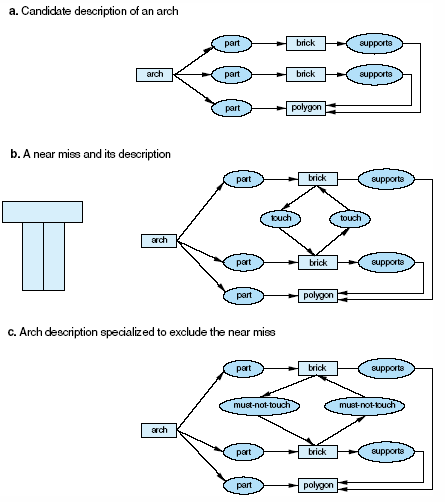 a. Candidate description of an arch
part brick supports
arch part brick supports
part polygon
b. A near miss and its description
part brick supports
touch touch
arch
part brick supports
part polygon
c. Arch description specialized to exclude the near miss
part brick supports
must-not-touch must-not-touch
arch
part brick supports
part polygon